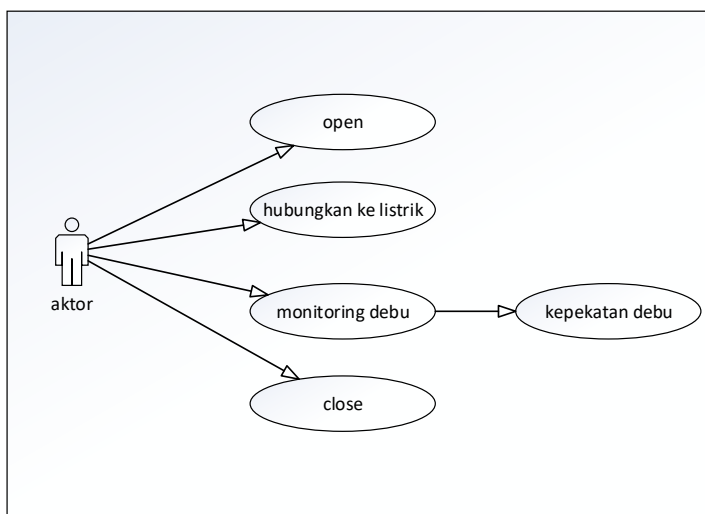 open
hubungkan ke listrik
aktor
monitoring debu
kepekatan debu
close